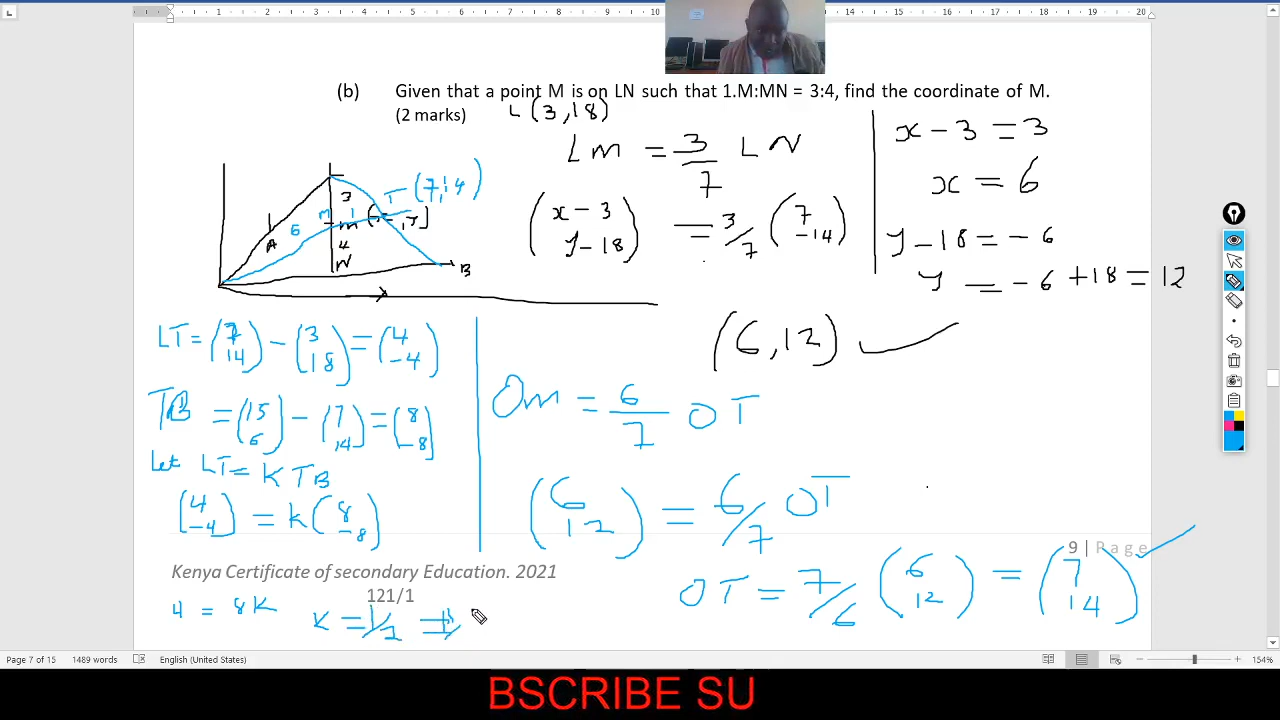 (b) Given that a point M is on LN such that 1.M:MN = 3:4, find the coordinate of M.
(2 marks)
L (3,18)
LM = 3/7 LN
(x - 3, y - 18) = 3/7 (7, -14)
x - 3 = 3
x = 6
y - 18 = - 6
y = - 6 + 18 = 12
(6,12)
T (7,14)
3
M
1
m
6
4
A
N
B
LT = (7, 14) - (3, 18) = (4, -4)
TB = (15, 6) - (7, 14) = (8, -8)
Let LT = K TB
(4, -4) = K (8, -8)
4 = 8K
K = 1/2
OM = 6/7 OT
(6, 12) = 6/7 OT
OT = 7/6 (6, 12) = (7, 14)
9 | Page
Kenya Certificate of secondary Education. 2021
121/1
Page 7 of 15
1489 words
English (United States)
154%
BSCRIBE SU